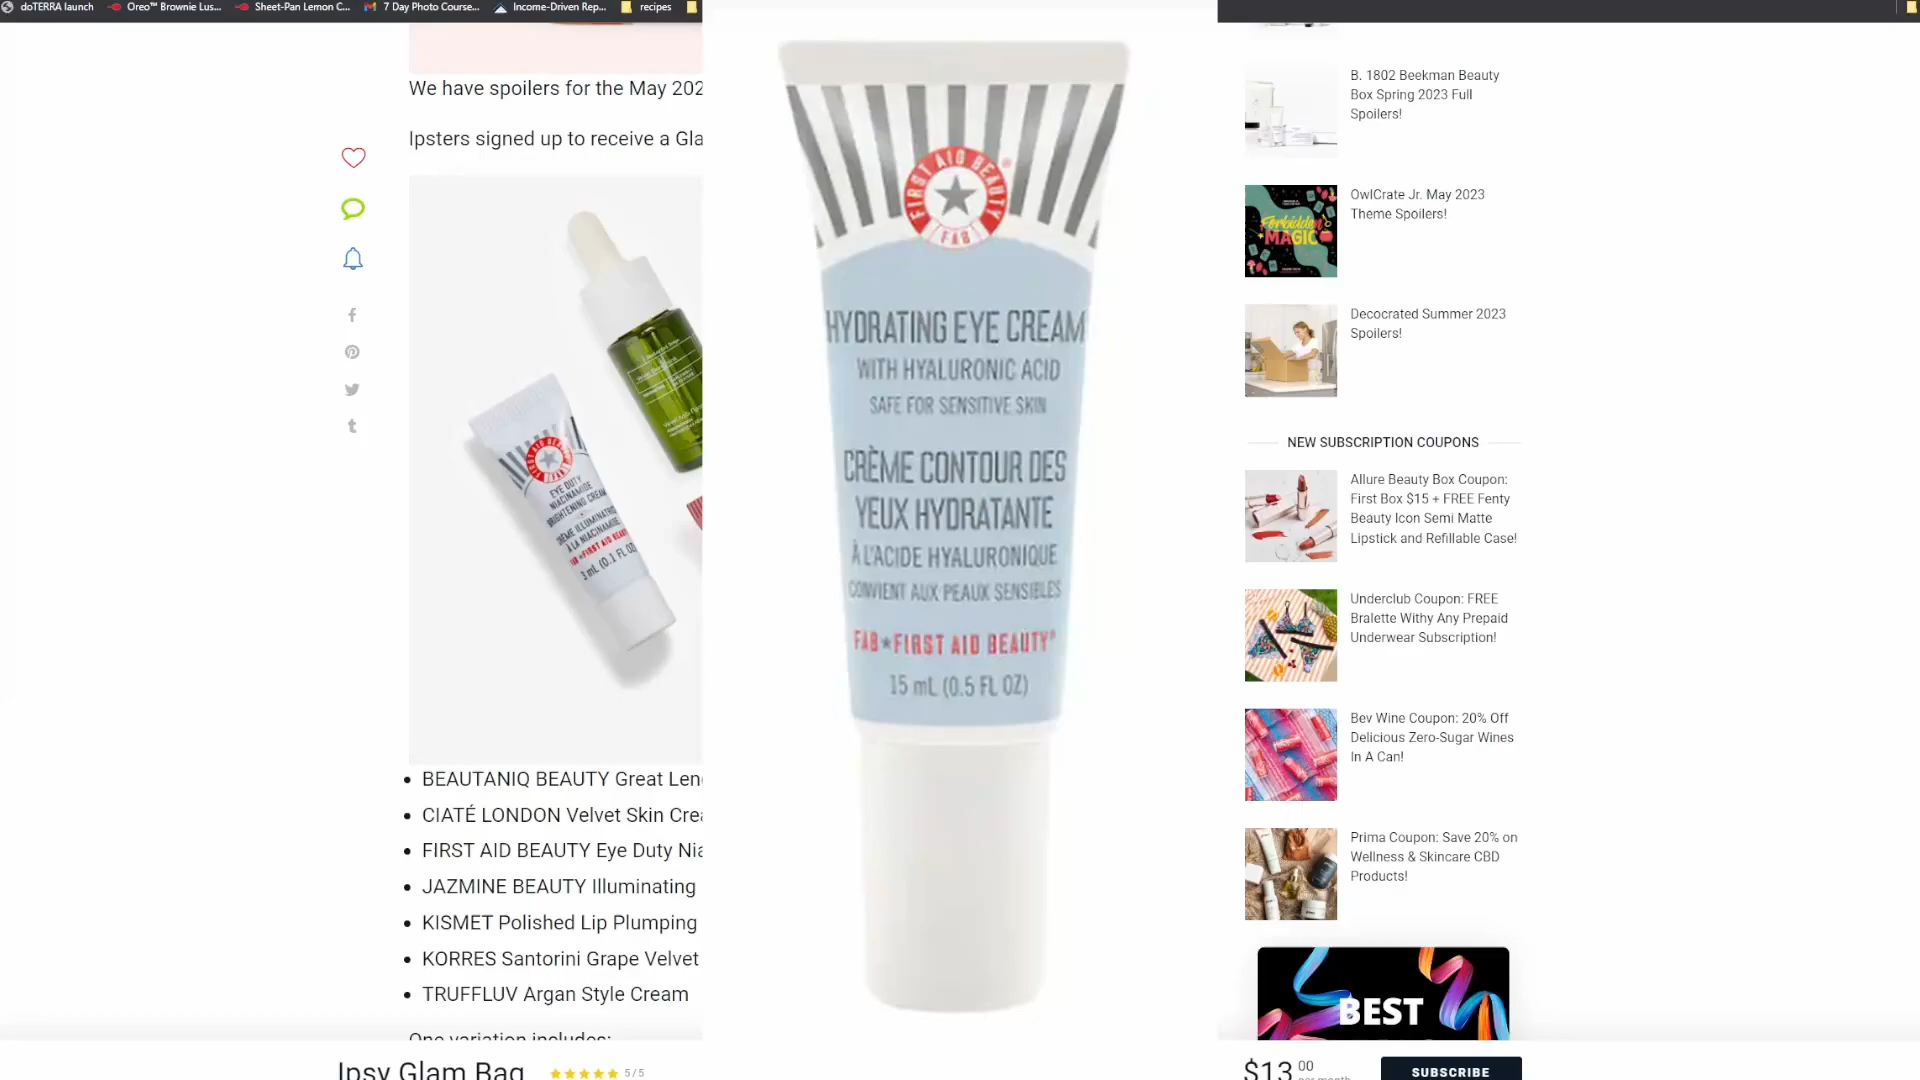 doTERRA launch
Oreo™ Brownie Lus...
Sheet-Pan Lemon C...
7 Day Photo Course...
Income-Driven Rep...
recipes
We have spoilers for the May 202
Ipsters signed up to receive a Gla
EYE DUTY
NIACINAMIDE
BRIGHTENING CREAM
CRÈME ILLUMINATRICE
À LA NIACINAMIDE
FAB FIRST AID BEAUTY
3 mL (0.1 FL OZ)
BEAUTANIQ BEAUTY Great Len
CIATÉ LONDON Velvet Skin Crea
FIRST AID BEAUTY Eye Duty Nia
JAZMINE BEAUTY Illuminating
KISMET Polished Lip Plumping
KORRES Santorini Grape Velvet
TRUFFLUV Argan Style Cream
One variation includes:
Ipsy Glam Bag
5/5
FIRST AID BEAUTY
FAB
HYDRATING EYE CREAM
WITH HYALURONIC ACID
SAFE FOR SENSITIVE SKIN
CRÈME CONTOUR DES
YEUX HYDRATANTE
À L'ACIDE HYALURONIQUE
CONVIENT AUX PEAUX SENSIBLES
FAB FIRST AID BEAUTY®
15 mL (0.5 FL OZ)
B. 1802 Beekman Beauty
Box Spring 2023 Full
Spoilers!
Forbidden
MAGIC
OwlCrate Jr. May 2023
Theme Spoilers!
Decocrated Summer 2023
Spoilers!
NEW SUBSCRIPTION COUPONS
Allure Beauty Box Coupon:
First Box $15 + FREE Fenty
Beauty Icon Semi Matte
Lipstick and Refillable Case!
Underclub Coupon: FREE
Bralette Withy Any Prepaid
Underwear Subscription!
Bev Wine Coupon: 20% Off
Delicious Zero-Sugar Wines
In A Can!
Prima Coupon: Save 20% on
Wellness & Skincare CBD
Products!
BEST
$13 00
per month
SUBSCRIBE